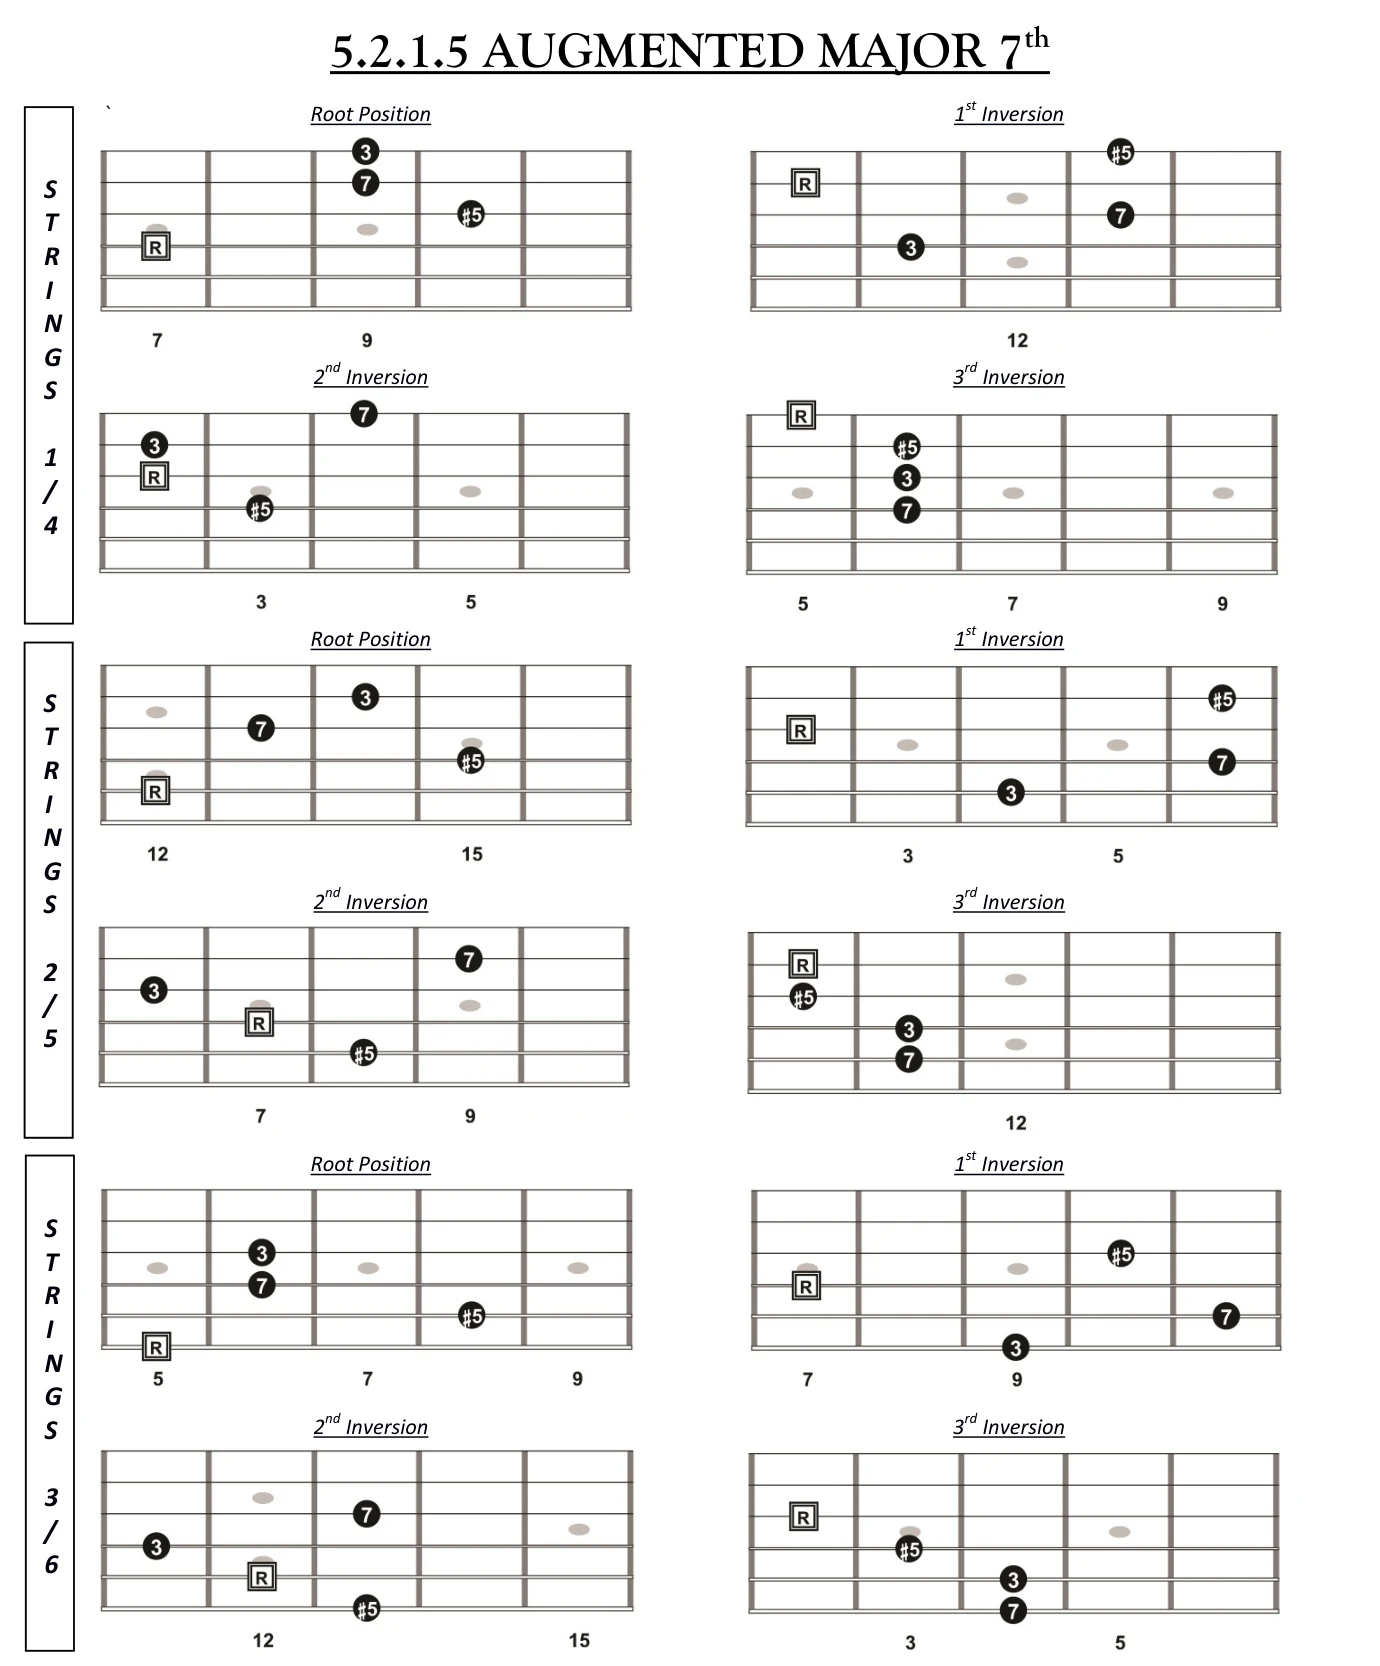 5.2.1.5 AUGMENTED MAJOR 7th
STRINGS 1/4
`
Root Position
3
7
♯5
R
7 9
1st Inversion
♯5
R
7
3
12
2nd Inversion
7
3
R
♯5
3 5
3rd Inversion
R
♯5
3
7
5 7 9
STRINGS 2/5
Root Position
3
7
♯5
R
12 15
1st Inversion
♯5
R
7
3
3 5
2nd Inversion
7
3
R
♯5
7 9
3rd Inversion
R
♯5
3
7
12
STRINGS 3/6
Root Position
3
7
♯5
R
5 7 9
1st Inversion
♯5
R
7
3
7 9
2nd Inversion
7
3
R
♯5
12 15
3rd Inversion
R
♯5
3
7
3 5